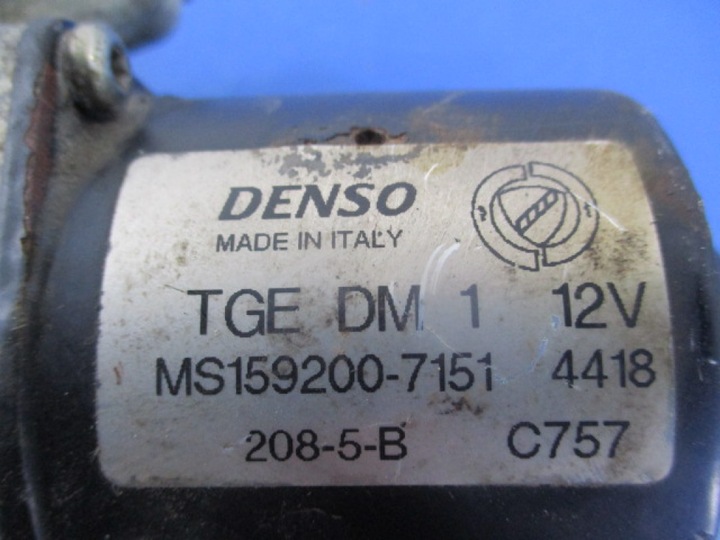 DENSO
MADE IN ITALY
TGE DM 1 12V
MS159200-7151 4418
208-5-B C757